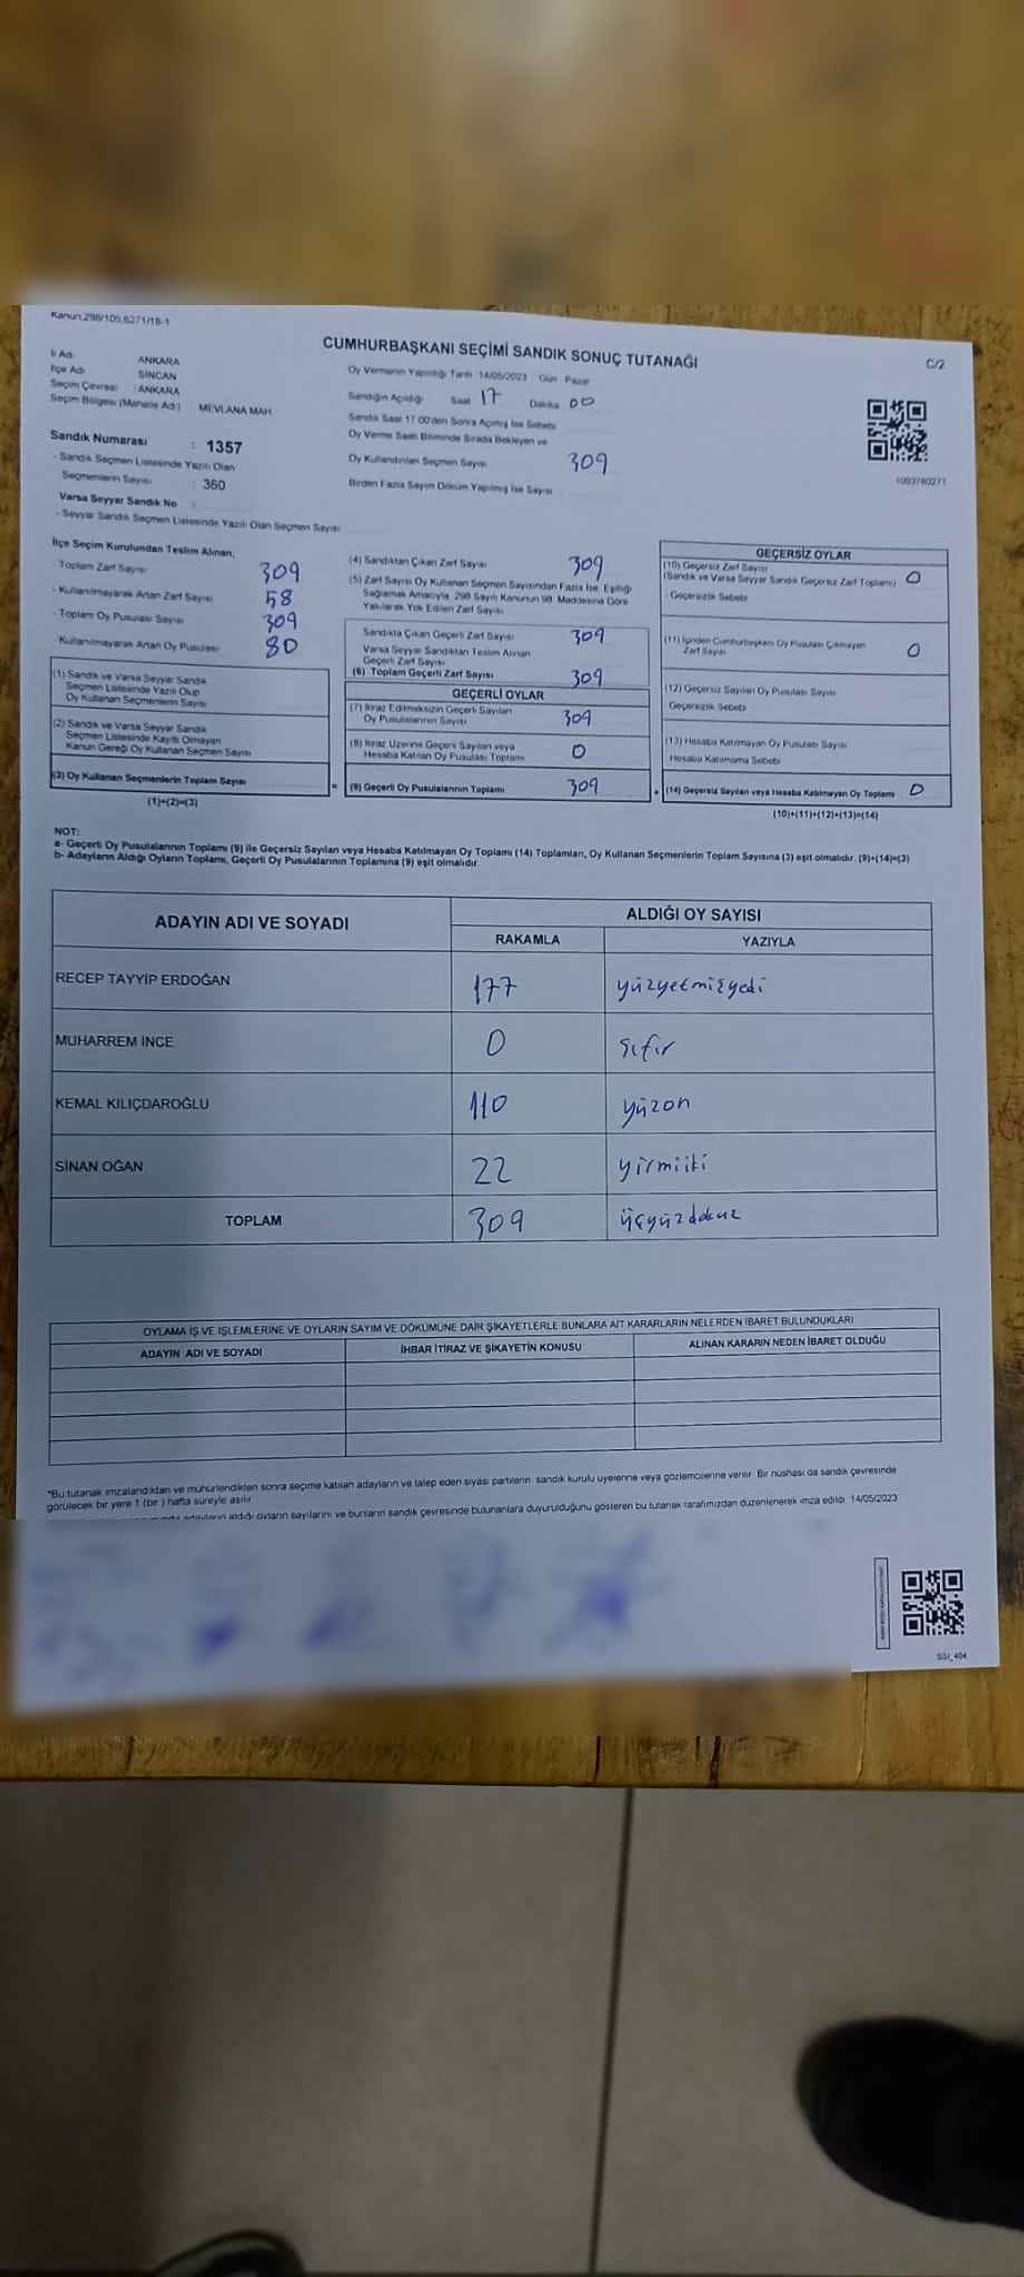 Kanun.298/105,6271/18-1
CUMHURBAŞKANI SEÇİMİ SANDIK SONUÇ TUTANAĞI
C/2
İl Adı : ANKARA
İlçe Adı : SİNCAN
Seçim Çevresi : ANKARA
Seçim Bölgesi (Mahalle Adı) : MEVLANA MAH.
Sandık Numarası : 1357
- Sandık Seçmen Listesinde Yazılı Olan
Seçmenlerin Sayısı : 360
Varsa Seyyar Sandık No :
- Seyyar Sandık Seçmen Listesinde Yazılı Olan Seçmen Sayısı
Oy Vermenin Yapıldığı Tarih : 14/05/2023 Gün : Pazar
Sandığın Açıldığı Saat 17 Dakika 00
Sandık Saat 17.00'den Sonra Açılmış İse Sebebi
Oy Verme Saati Bitiminde Sırada Bekleyen ve
Oy Kullandırılan Seçmen Sayısı 309
Birden Fazla Sayım Döküm Yapılmış İse Sayısı
1093780271
İlçe Seçim Kurulundan Teslim Alınan;
- Toplam Zarf Sayısı 309
- Kullanılmayarak Artan Zarf Sayısı 58
- Toplam Oy Pusulası Sayısı 309
- Kullanılmayarak Artan Oy Pusulası 80
(1) Sandık ve Varsa Seyyar Sandık
Seçmen Listesinde Yazılı Olup
Oy Kullanan Seçmenlerin Sayısı
(2) Sandık ve Varsa Seyyar Sandık
Seçmen Listesinde Kayıtlı Olmayan
Kanun Gereği Oy Kullanan Seçmen Sayısı
(3) Oy Kullanan Seçmenlerin Toplam Sayısı
(1)+(2)=(3)
=
(4) Sandıktan Çıkan Zarf Sayısı 309
(5) Zarf Sayısı Oy Kullanan Seçmen Sayısından Fazla İse, Eşitliği
Sağlamak Amacıyla, 298 Sayılı Kanunun 98. Maddesine Göre
Yakılarak Yok Edilen Zarf Sayısı
Sandıkta Çıkan Geçerli Zarf Sayısı 309
Varsa Seyyar Sandıktan Teslim Alınan
Geçerli Zarf Sayısı
(6) Toplam Geçerli Zarf Sayısı 309
GEÇERLİ OYLAR
(7) İtiraz Edilmeksizin Geçerli Sayılan
Oy Pusulalarının Sayısı 309
(8) İtiraz Üzerine Geçerli Sayılan veya
Hesaba Katılan Oy Pusulası Toplamı 0
(9) Geçerli Oy Pusulalarının Toplamı 309
+
GEÇERSİZ OYLAR
(10) Geçersiz Zarf Sayısı
(Sandık ve Varsa Seyyar Sandık Geçersiz Zarf Toplamı) 0
- Geçersizlik Sebebi
(11) İçinden Cumhurbaşkanı Oy Pusulası Çıkmayan
Zarf Sayısı 0
(12) Geçersiz Sayılan Oy Pusulası Sayısı
Geçersizlik Sebebi
(13) Hesaba Katılmayan Oy Pusulası Sayısı
Hesaba Katılmama Sebebi
(14) Geçersiz Sayılan veya Hesaba Katılmayan Oy Toplamı 0
(10)+(11)+(12)+(13)=(14)
NOT:
a- Geçerli Oy Pusulalarının Toplamı (9) ile Geçersiz Sayılan veya Hesaba Katılmayan Oy Toplamı (14) Toplamları, Oy Kullanan Seçmenlerin Toplam Sayısına (3) eşit olmalıdır. (9)+(14)=(3)
b- Adayların Aldığı Oyların Toplamı, Geçerli Oy Pusulalarının Toplamına (9) eşit olmalıdır.
ADAYIN ADI VE SOYADI
ALDIĞI OY SAYISI
RAKAMLA YAZIYLA
RECEP TAYYİP ERDOĞAN 177 yüzyetmişyedi
MUHARREM İNCE 0 sıfır
KEMAL KILIÇDAROĞLU 110 yüzon
SİNAN OĞAN 22 yirmiiki
TOPLAM 309 üçyüzdokuz
OYLAMA İŞ VE İŞLEMLERİNE VE OYLARIN SAYIM VE DÖKÜMÜNE DAİR ŞİKAYETLERLE BUNLARA AİT KARARLARIN NELERDEN İBARET BULUNDUKLARI
ADAYIN ADI VE SOYADI İHBAR İTİRAZ VE ŞİKAYETİN KONUSU ALINAN KARARIN NEDEN İBARET OLDUĞU
*Bu tutanak imzalandıktan ve mühürlendikten sonra seçime katılan adayların ve talep eden siyasi partilerin, sandık kurulu üyelerine veya gözlemcilerine verilir. Bir nüshası da sandık çevresinde
görülecek bir yere 1 (bir ) hafta süreyle asılır.
adayların aldığı oyların sayılarını ve bunların sandık çevresinde bulunanlara duyurulduğunu gösteren bu tutanak tarafımızdan düzenlenerek imza edildi. 14/05/2023
SSI_404